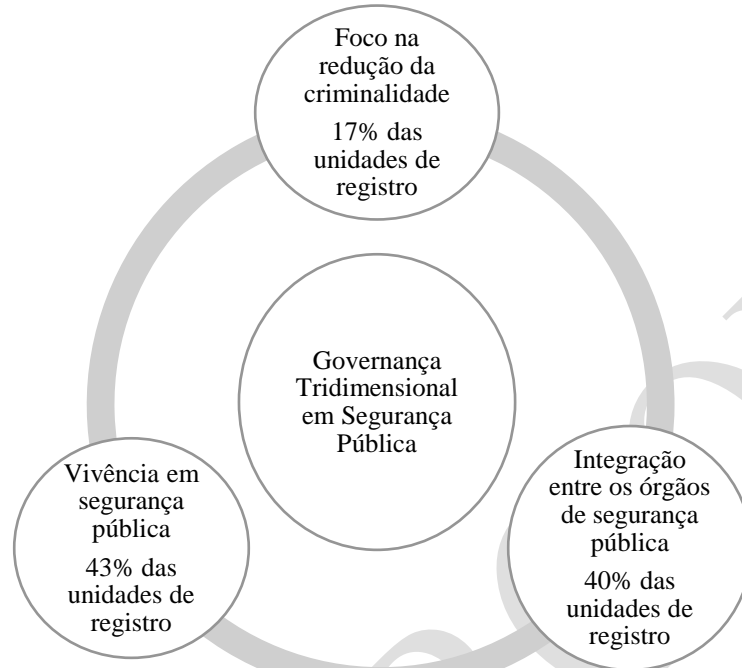 Foco na
redução da
criminalidade
17% das
unidades de
registro
Governança
Tridimensional
em Segurança
Pública
Vivência em
segurança
pública
43% das
unidades de
registro
Integração
entre os órgãos
de segurança
pública
40% das
unidades de
registro